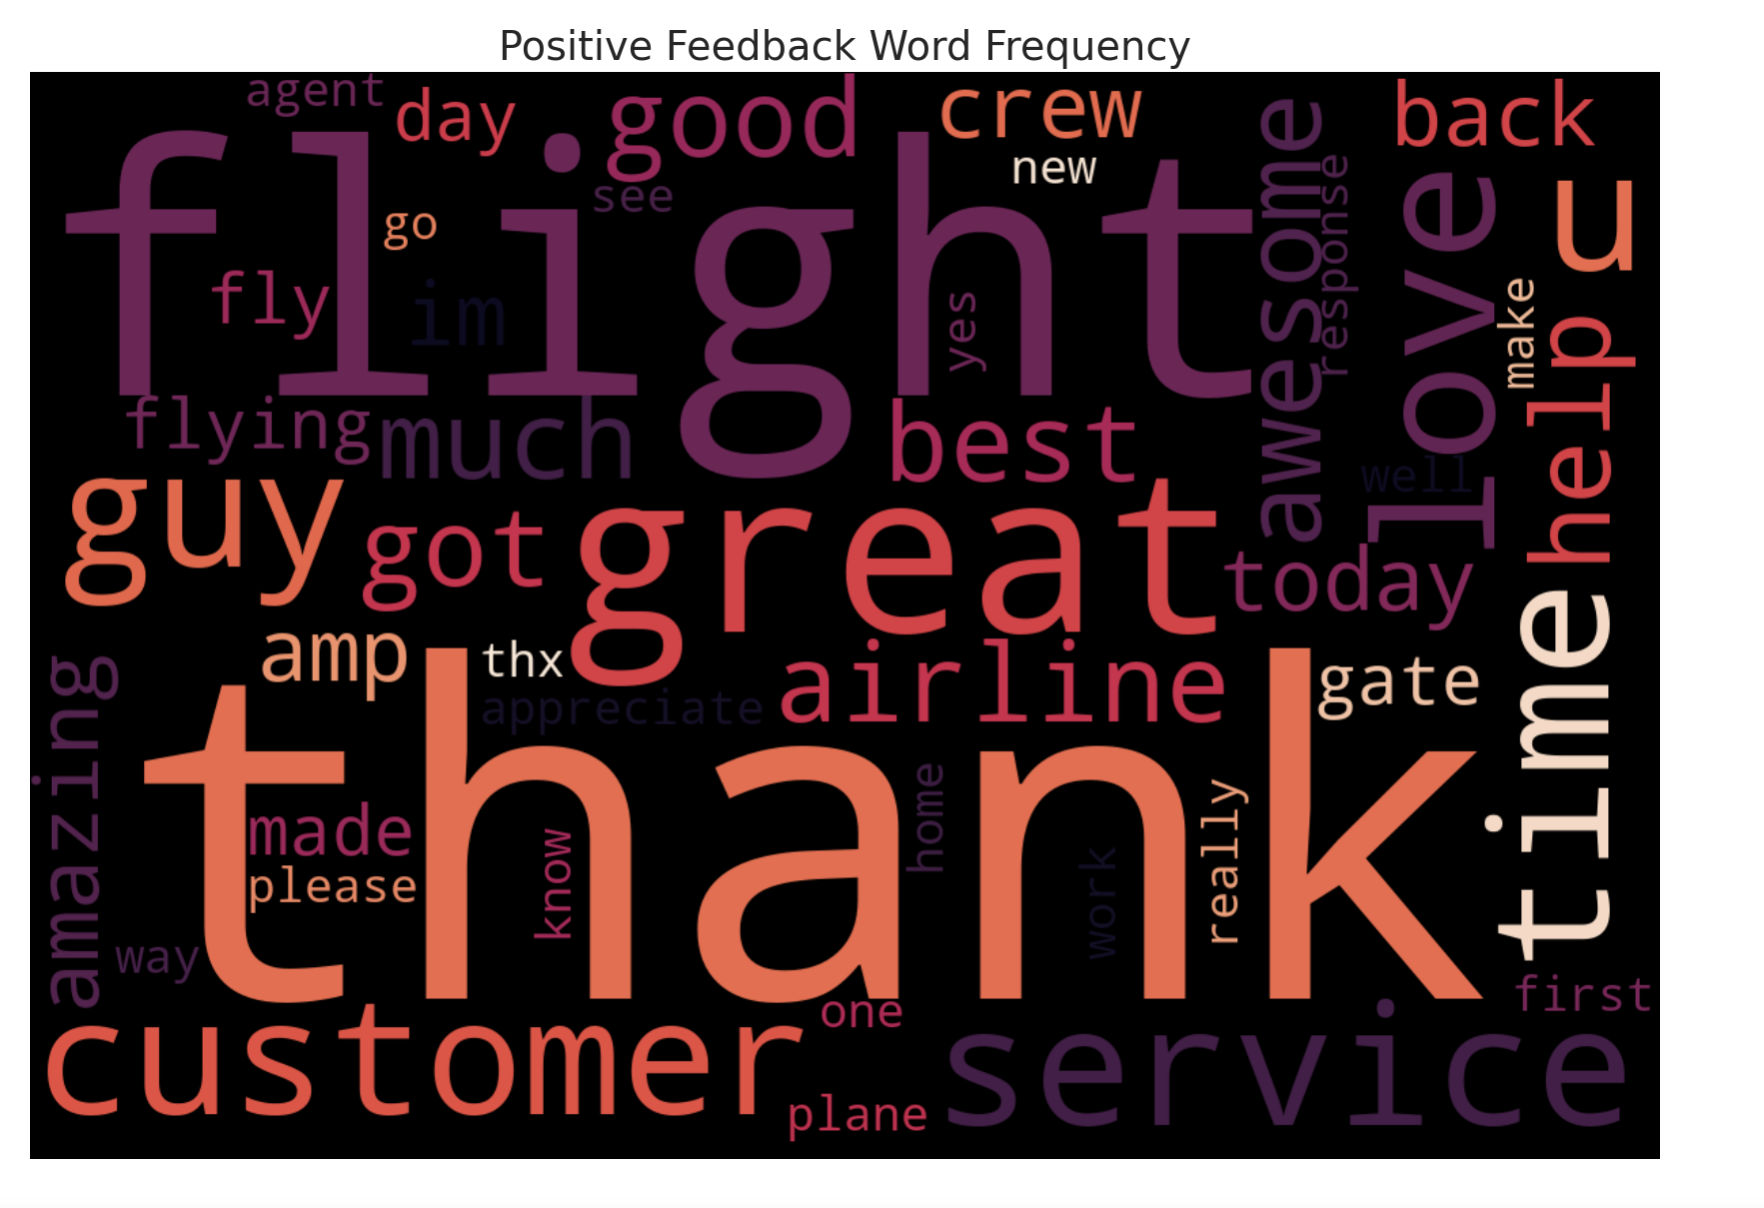 Positive Feedback Word Frequency
agent
day
good
crew
back
new
see
flight
awesome
response
love
u
go
fly
im
yes
make
help
flying
much
best
well
guy
got
great
today
time
amp
thx
airline
gate
appreciate
amazing
thank
made
please
know
home
work
really
way
first
one
customer
service
plane